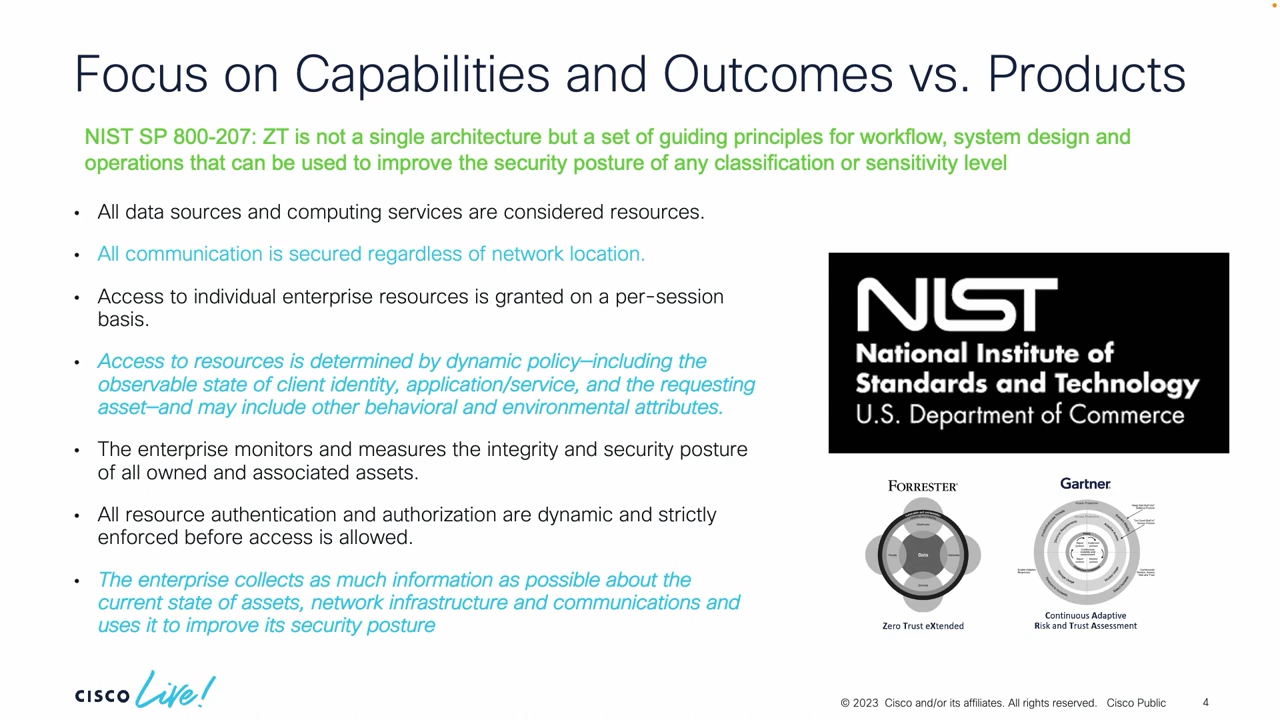 Focus on Capabilities and Outcomes vs. Products
NIST SP 800-207: ZT is not a single architecture but a set of guiding principles for workflow, system design and
operations that can be used to improve the security posture of any classification or sensitivity level
• All data sources and computing services are considered resources.
• All communication is secured regardless of network location.
• Access to individual enterprise resources is granted on a per-session
basis.
• Access to resources is determined by dynamic policy—including the
observable state of client identity, application/service, and the requesting
asset—and may include other behavioral and environmental attributes.
• The enterprise monitors and measures the integrity and security posture
of all owned and associated assets.
• All resource authentication and authorization are dynamic and strictly
enforced before access is allowed.
• The enterprise collects as much information as possible about the
current state of assets, network infrastructure and communications and
uses it to improve its security posture
NIST
National Institute of
Standards and Technology
U.S. Department of Commerce
FORRESTER
Data
Zero Trust eXtended
Gartner
Continuous Adaptive
Risk and Trust Assessment
CISCO Live!
© 2023 Cisco and/or its affiliates. All rights reserved. Cisco Public
4